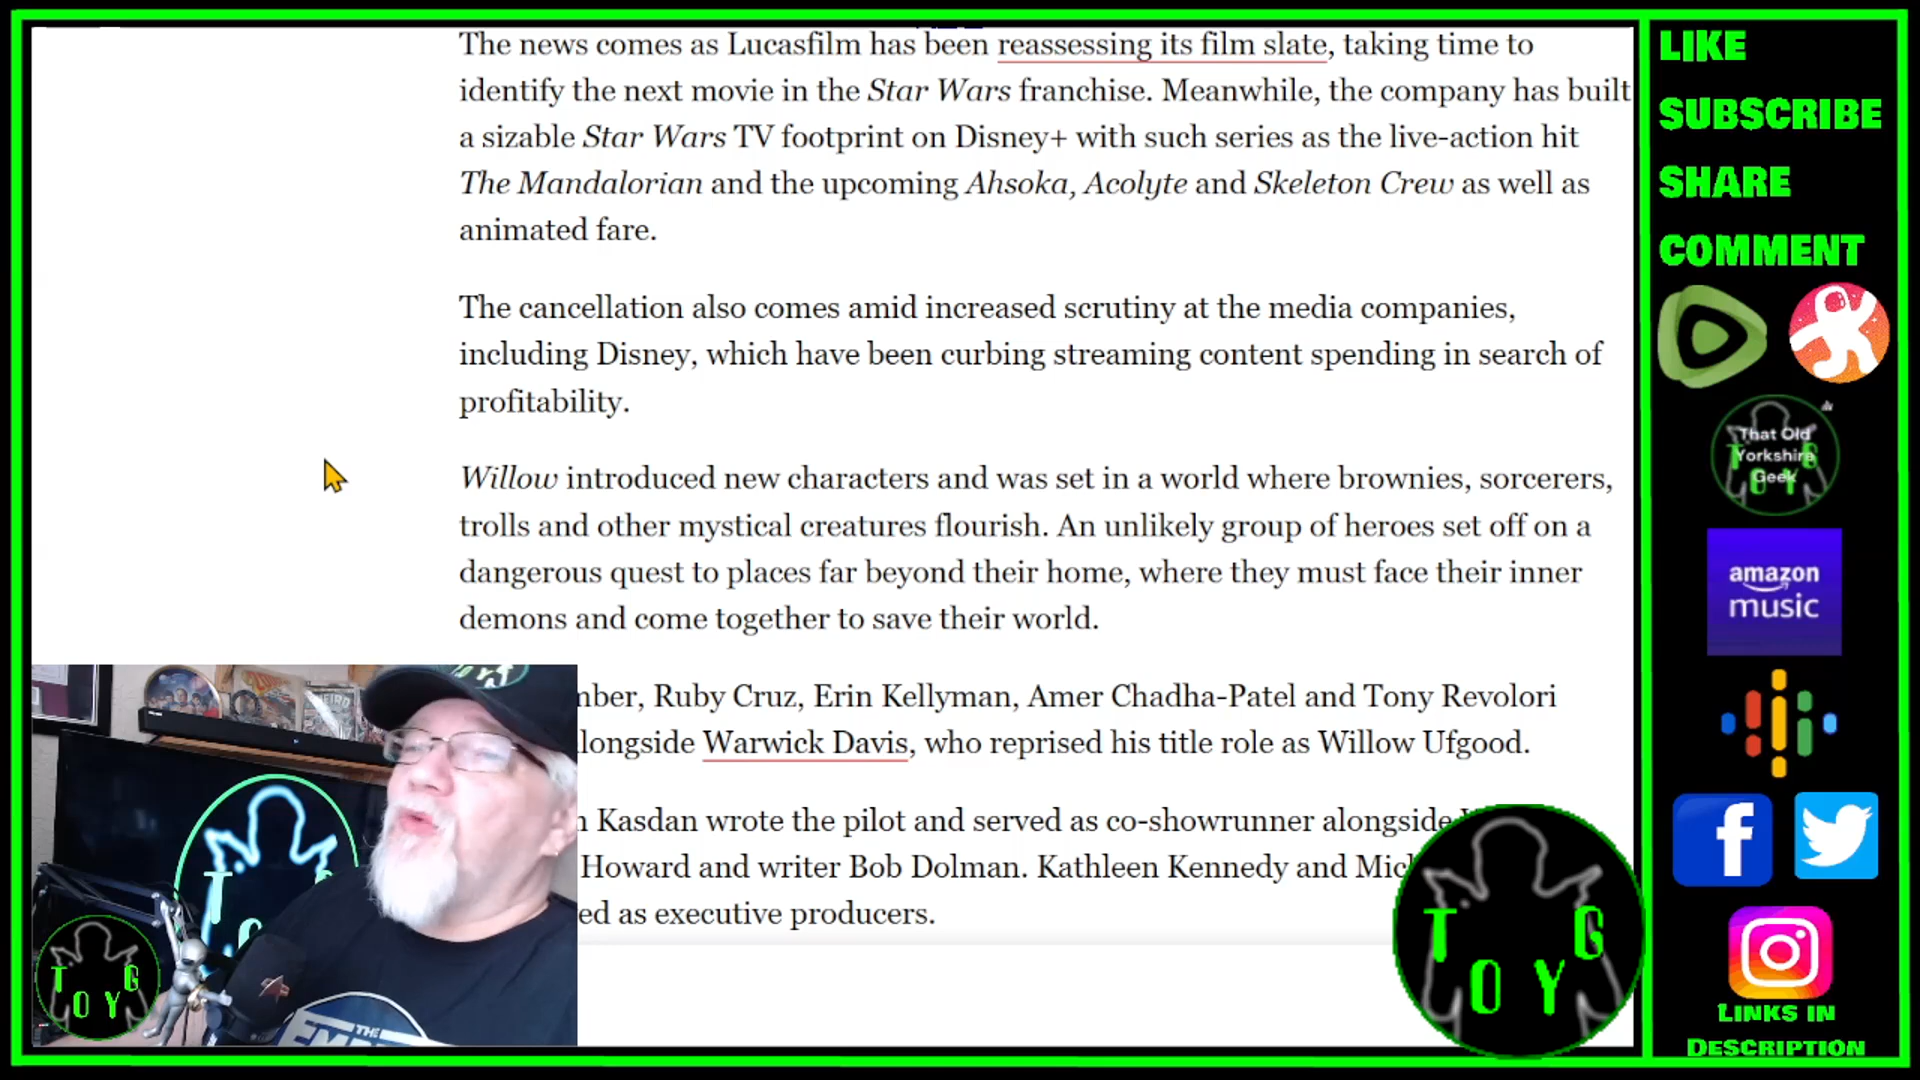 The news comes as Lucasfilm has been reassessing its film slate, taking time to
identify the next movie in the Star Wars franchise. Meanwhile, the company has built
a sizable Star Wars TV footprint on Disney+ with such series as the live-action hit
The Mandalorian and the upcoming Ahsoka, Acolyte and Skeleton Crew as well as
animated fare.
The cancellation also comes amid increased scrutiny at the media companies,
including Disney, which have been curbing streaming content spending in search of
profitability.
Willow introduced new characters and was set in a world where brownies, sorcerers,
trolls and other mystical creatures flourish. An unlikely group of heroes set off on a
dangerous quest to places far beyond their home, where they must face their inner
demons and come together to save their world.
mber, Ruby Cruz, Erin Kellyman, Amer Chadha-Patel and Tony Revolori
longside Warwick Davis, who reprised his title role as Willow Ufgood.
Kasdan wrote the pilot and served as co-showrunner alongside
Howard and writer Bob Dolman. Kathleen Kennedy and Mic
ed as executive producers.
LIKE
SUBSCRIBE
SHARE
COMMENT
That Old
Yorkshire
Geek
amazon
music
LINKS IN
DESCRIPTION
T G
O Y
T G
O Y
THE